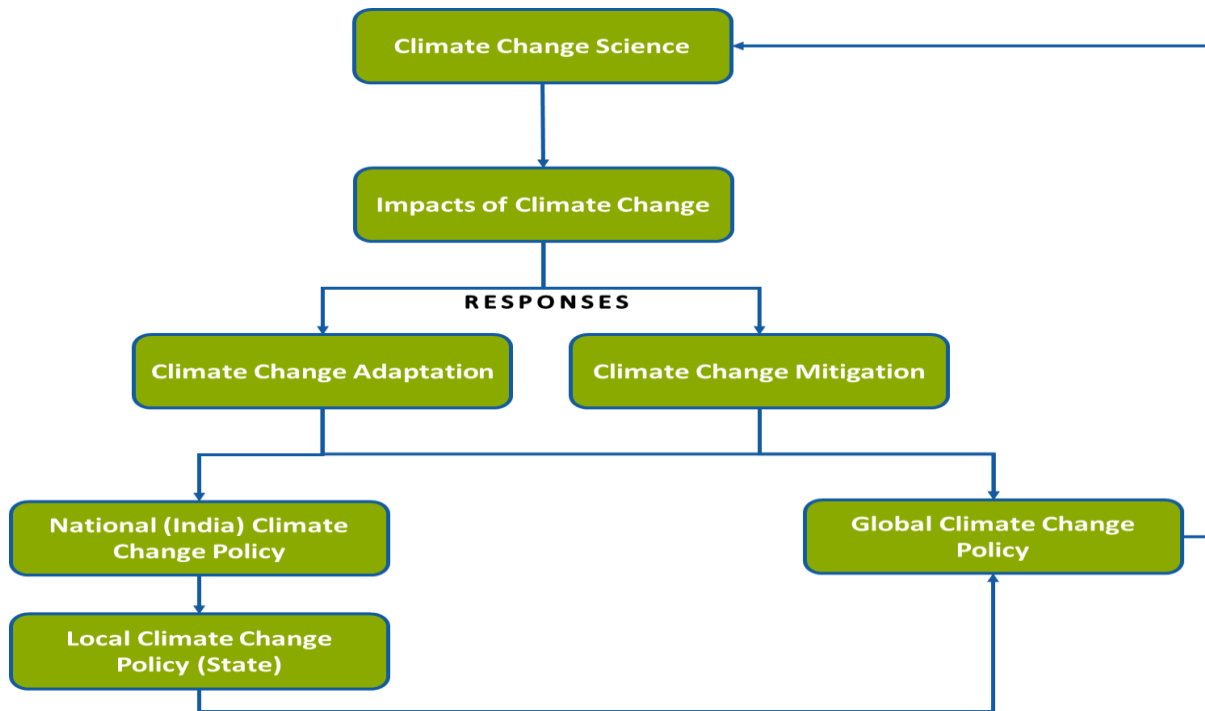 Climate Change Science
Impacts of Climate Change
RESPONSES
Climate Change Adaptation
Climate Change Mitigation
National (India) Climate
Change Policy
Global Climate Change
Policy
Local Climate Change
Policy (State)